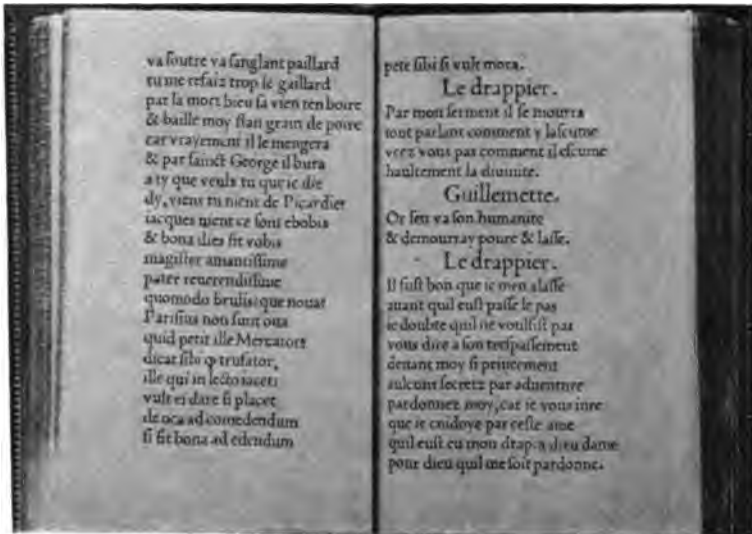 va foutre va sanglant paillard
tu me refaiz trop le gaillard
par la mort bieu sa vien ten boire
& baille moy stan grain de poire
car vrayement il le mengera
& par sainct George il bura
a ty que veulx tu que ie die
dy, viens tu nient de Picardie
iacques nient ce sont ebobis
& bona dies sit vobis
magister amantissime
pater reuerendissime
quomodo brulis: que noua
Parisius non sunt oua
quid petit ille Mercator
dicat sibi ꝙ trufator,
ille qui in lecto iacet
vult ei dare si placet
de oca ad comedendum
si sit bona ad edendum
pete sibi si vult mora.
Le drappier.
Par mon serment il se mourra
tout parlant comment y lascume
veez vous pas comment il escume
haultement la diuinite.
Guillemette.
Or sen va son humanite
& demourray poure & lasse.
Le drappier.
Il fust bon que ie men alasse
auant quil eust passe le pas
ie doubte quil ne voulsist pas
vous dire a son trespassement
deuant moy si priueement
aulcuns secretz par aduenture
pardonnez moy, car ie vous iure
que ie cuidoye par ceste ame
quil eust eu mon drap. a dieu dame
pour dieu quil me soit pardonne.